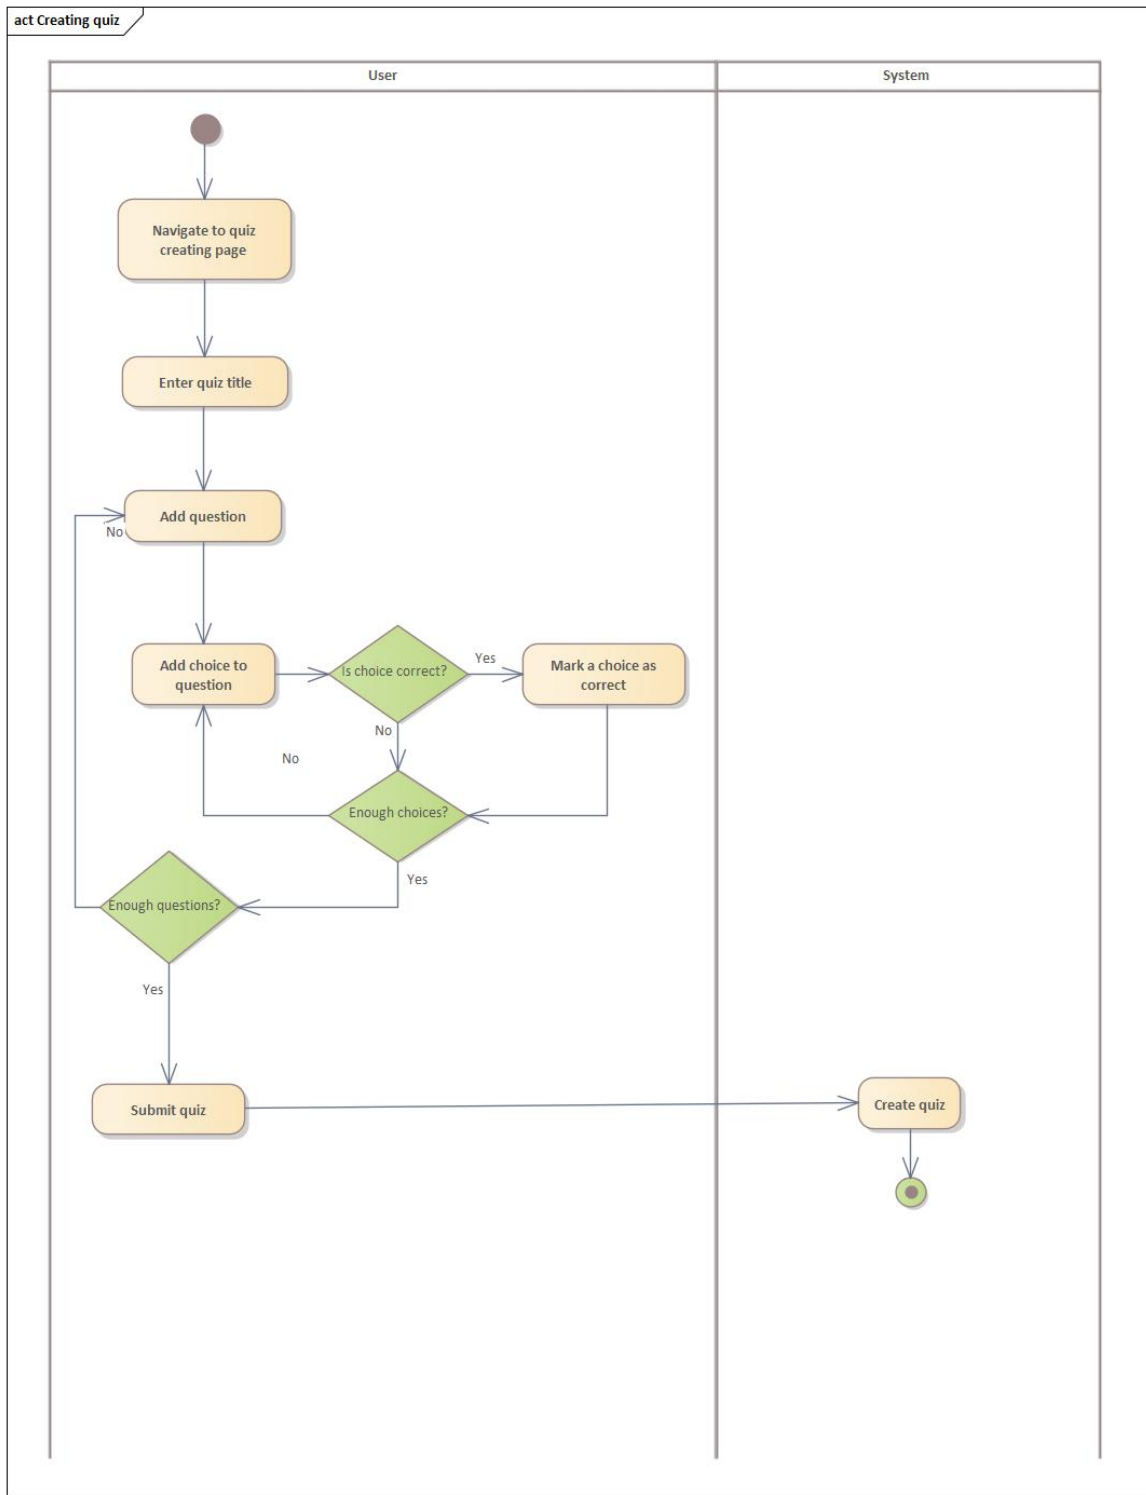 act Creating quiz
User
System
Navigate to quiz
creating page
Enter quiz title
Add question
No
Add choice to
question
Is choice correct?
Yes
Mark a choice as
correct
No
No
Enough choices?
Yes
Enough questions?
Yes
Submit quiz
Create quiz